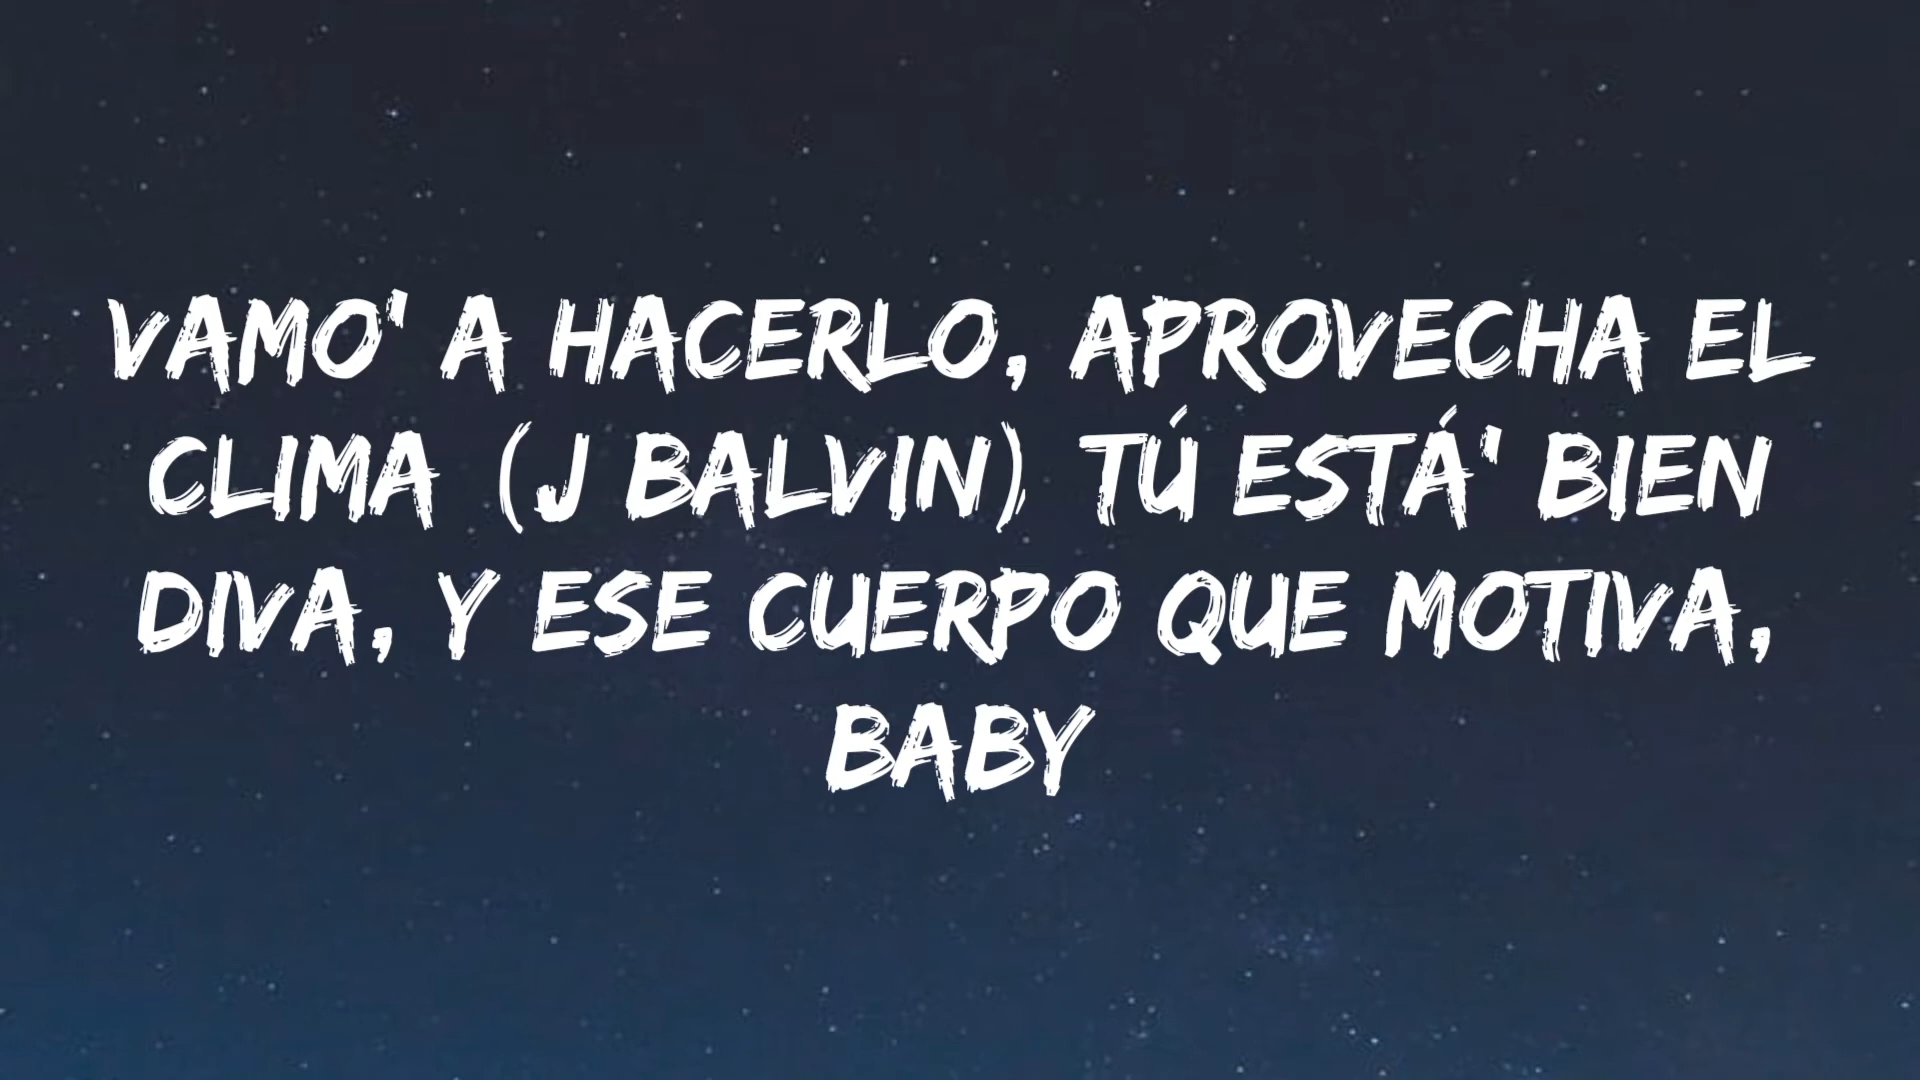 VAMO' A HACERLO, APROVECHA EL
CLIMA (J BALVIN) TÚ ESTÁ' BIEN
DIVA, Y ESE CUERPO QUE MOTIVA,
BABY